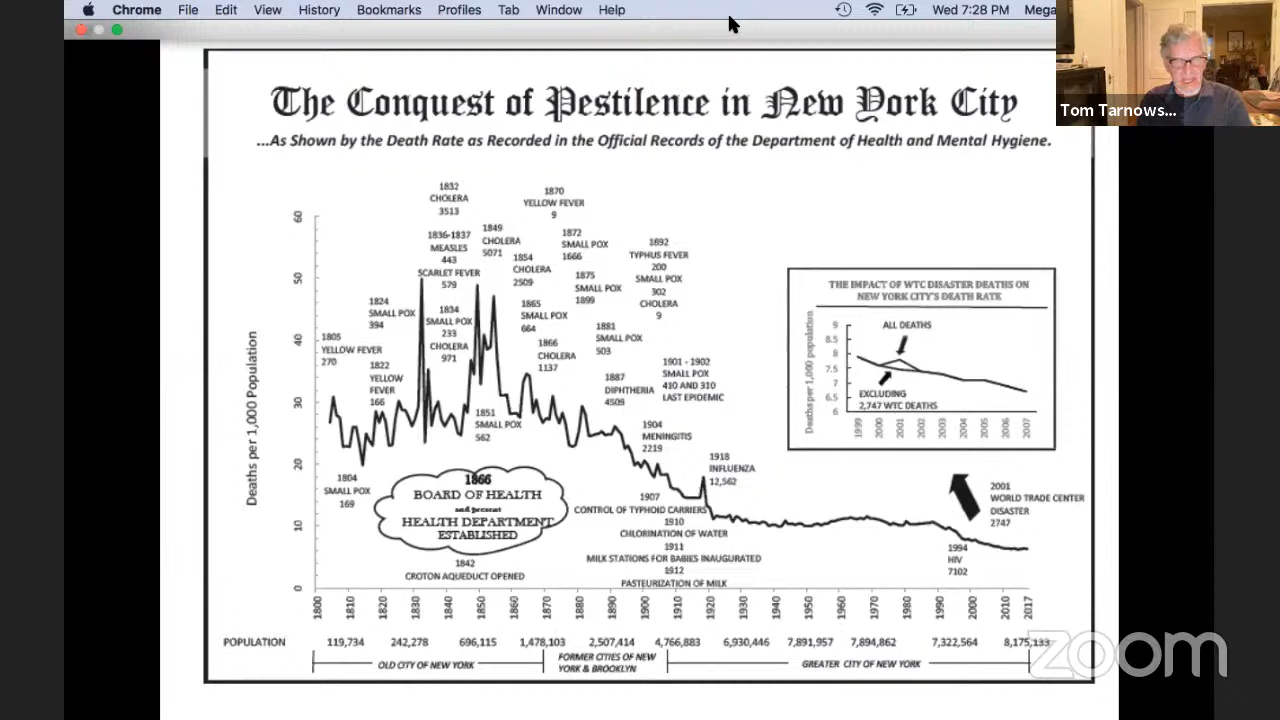 Chrome File Edit View History Bookmarks Profiles Tab Window Help Wed 7:28 PM Mega
Tom Tarnows...
The Conquest of Pestilence in New York City
...As Shown by the Death Rate as Recorded in the Official Records of the Department of Health and Mental Hygiene.
Deaths per 1,000 Population
60
50
40
30
20
10
0
1805
YELLOW FEVER
270
1804
SMALL POX
169
1824
SMALL POX
394
1822
YELLOW
FEVER
166
1832
CHOLERA
3513
1836-1837
MEASLES
443
SCARLET FEVER
579
1834
SMALL POX
233
CHOLERA
971
1849
CHOLERA
5071
1851
SMALL POX
562
1854
CHOLERA
2509
1865
SMALL POX
664
1866
CHOLERA
1137
1870
YELLOW FEVER
9
1872
SMALL POX
1666
1875
SMALL POX
1899
1881
SMALL POX
503
1887
DIPHTHERIA
4509
1892
TYPHUS FEVER
200
SMALL POX
302
CHOLERA
9
1901 - 1902
SMALL POX
410 AND 310
LAST EPIDEMIC
1904
MENINGITIS
2219
1918
INFLUENZA
12,562
1866
BOARD OF HEALTH
and present
HEALTH DEPARTMENT
ESTABLISHED
1842
CROTON AQUEDUCT OPENED
1907
CONTROL OF TYPHOID CARRIERS
1910
CHLORINATION OF WATER
1911
MILK STATIONS FOR BABIES INAUGURATED
1912
PASTEURIZATION OF MILK
THE IMPACT OF WTC DISASTER DEATHS ON
NEW YORK CITY'S DEATH RATE
Deaths per 1,000 population
9
8.5
8
7.5
7
6.5
6
ALL DEATHS
EXCLUDING
2,747 WTC DEATHS
1999 2000 2001 2002 2003 2004 2005 2006 2007
2001
WORLD TRADE CENTER
DISASTER
2747
1994
HIV
7102
1800 1810 1820 1830 1840 1850 1860 1870 1880 1890 1900 1910 1920 1930 1940 1950 1960 1970 1980 1990 2000 2010 2017
POPULATION 119,734 242,278 696,115 1,478,103 2,507,414 4,766,883 6,930,446 7,891,957 7,894,862 7,322,564 8,175,133
OLD CITY OF NEW YORK
FORMER CITIES OF NEW
YORK & BROOKLYN
GREATER CITY OF NEW YORK
zoom